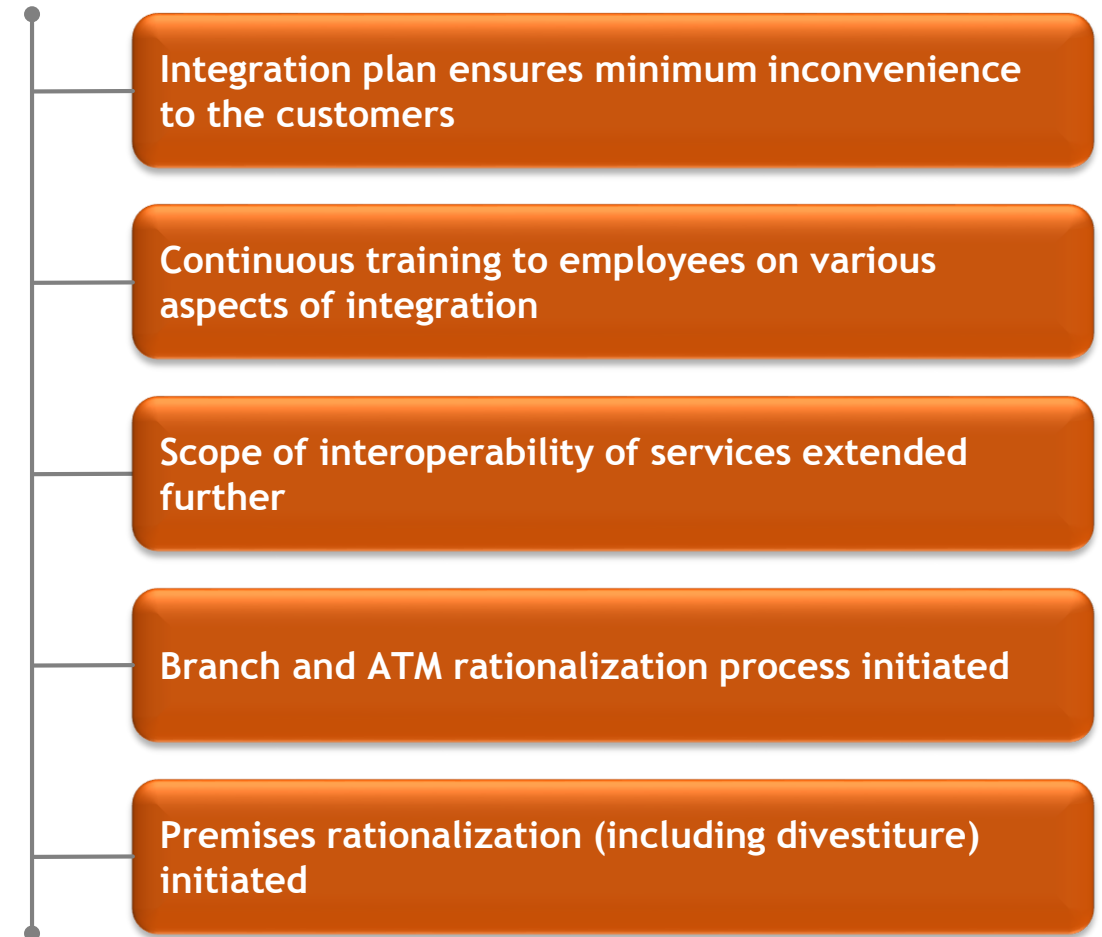 Integration plan ensures minimum inconvenience
to the customers
Continuous training to employees on various
aspects of integration
Scope of interoperability of services extended
further
Branch and ATM rationalization process initiated
Premises rationalization (including divestiture)
initiated